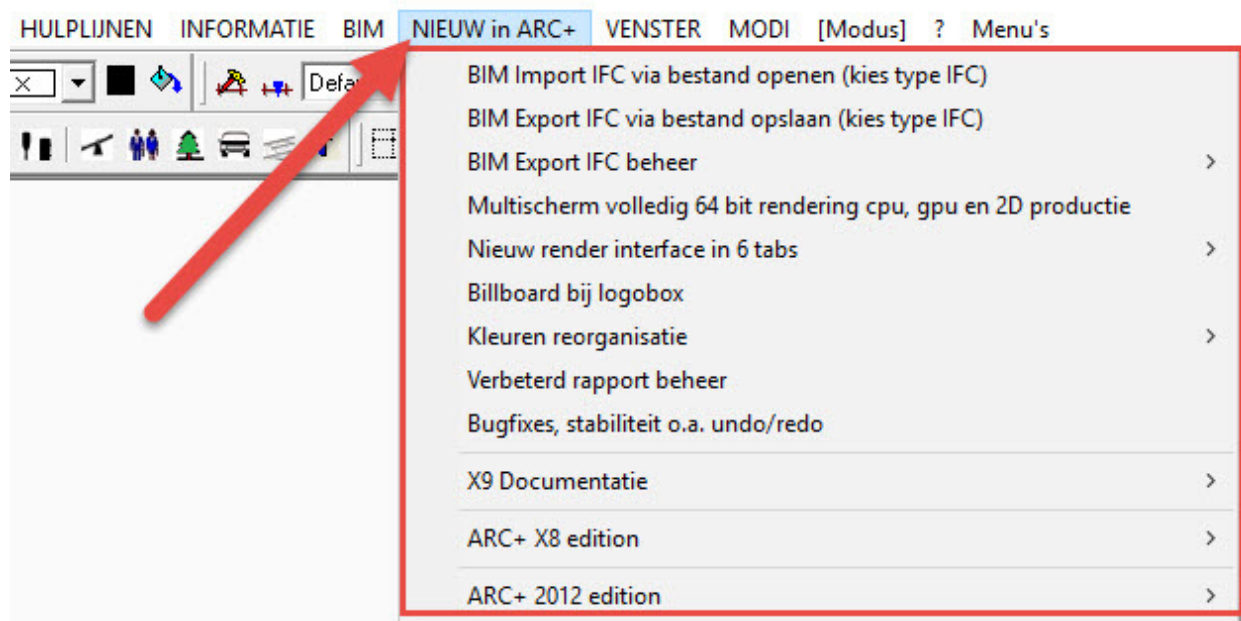 HULPLIJNEN INFORMATIE BIM NIEUW in ARC+ VENSTER MODI [Modus] ? Menu's
BIM Import IFC via bestand openen (kies type IFC)
BIM Export IFC via bestand opslaan (kies type IFC)
BIM Export IFC beheer
Multischerm volledig 64 bit rendering cpu, gpu en 2D productie
Nieuw render interface in 6 tabs
Billboard bij logobox
Kleuren reorganisatie
Verbeterd rapport beheer
Bugfixes, stabiliteit o.a. undo/redo
X9 Documentatie
ARC+ X8 edition
ARC+ 2012 edition